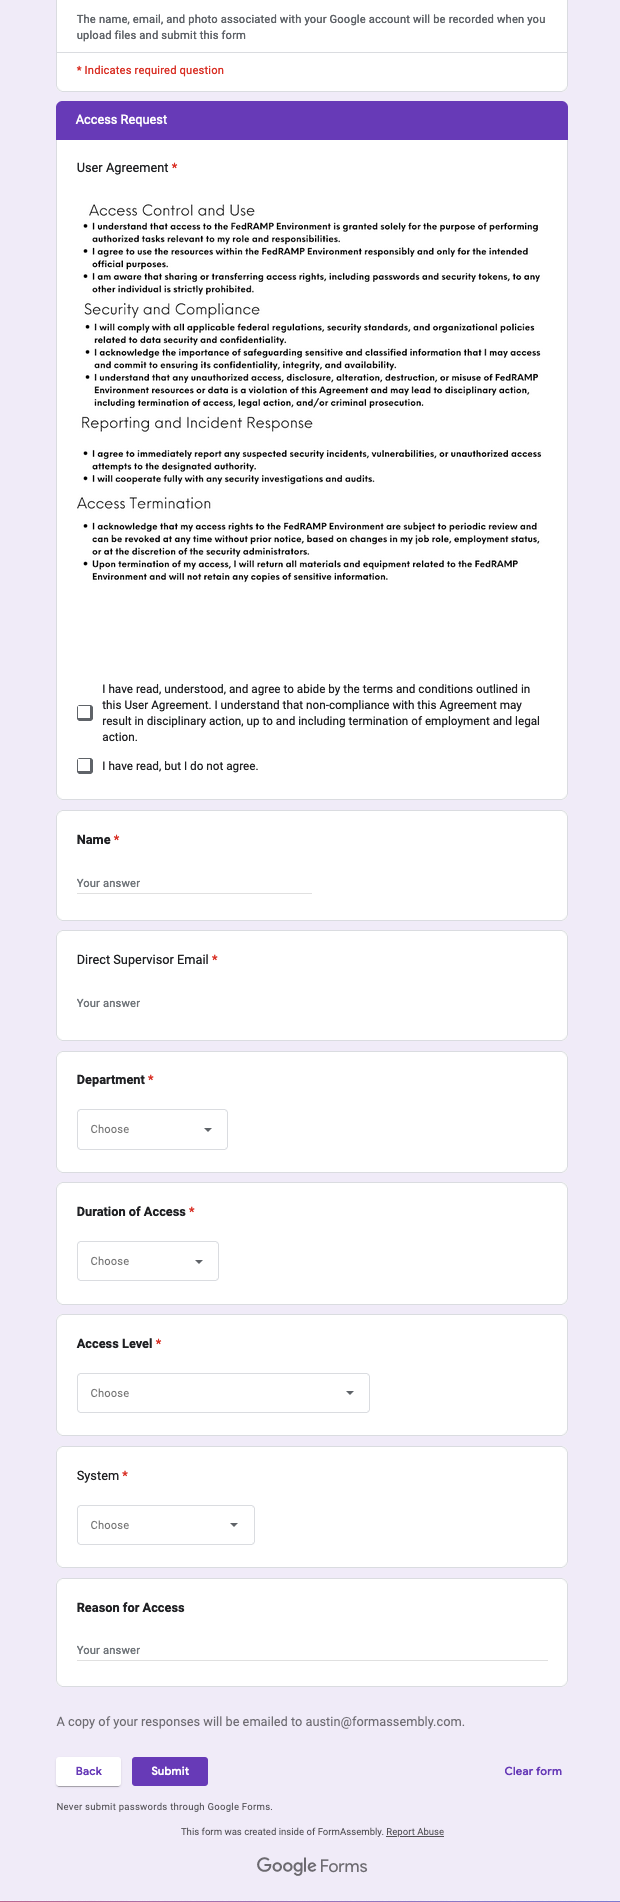 The name, email, and photo associated with your Google account will be recorded when you
upload files and submit this form
* Indicates required question
Access Request
User Agreement *
Access Control and Use
• I understand that access to the FedRAMP Environment is granted solely for the purpose of performing
authorized tasks relevant to my role and responsibilities.
• I agree to use the resources within the FedRAMP Environment responsibly and only for the intended
official purposes.
• I am aware that sharing or transferring access rights, including passwords and security tokens, to any
other individual is strictly prohibited.
Security and Compliance
• I will comply with all applicable federal regulations, security standards, and organizational policies
related to data security and confidentiality.
• I acknowledge the importance of safeguarding sensitive and classified information that I may access
and commit to ensuring its confidentiality, integrity, and availability.
• I understand that any unauthorized access, disclosure, alteration, destruction, or misuse of FedRAMP
Environment resources or data is a violation of this Agreement and may lead to disciplinary action,
including termination of access, legal action, and/or criminal prosecution.
Reporting and Incident Response
• I agree to immediately report any suspected security incidents, vulnerabilities, or unauthorized access
attempts to the designated authority.
• I will cooperate fully with any security investigations and audits.
Access Termination
• I acknowledge that my access rights to the FedRAMP Environment are subject to periodic review and
can be revoked at any time without prior notice, based on changes in my job role, employment status,
or at the discretion of the security administrators.
• Upon termination of my access, I will return all materials and equipment related to the FedRAMP
Environment and will not retain any copies of sensitive information.
I have read, understood, and agree to abide by the terms and conditions outlined in
this User Agreement. I understand that non-compliance with this Agreement may
result in disciplinary action, up to and including termination of employment and legal
action.
I have read, but I do not agree.
Name *
Your answer
Direct Supervisor Email *
Your answer
Department *
Choose
Duration of Access *
Choose
Access Level *
Choose
System *
Choose
Reason for Access
Your answer
A copy of your responses will be emailed to austin@formassembly.com.
Back Submit Clear form
Never submit passwords through Google Forms.
This form was created inside of FormAssembly. Report Abuse
Google Forms